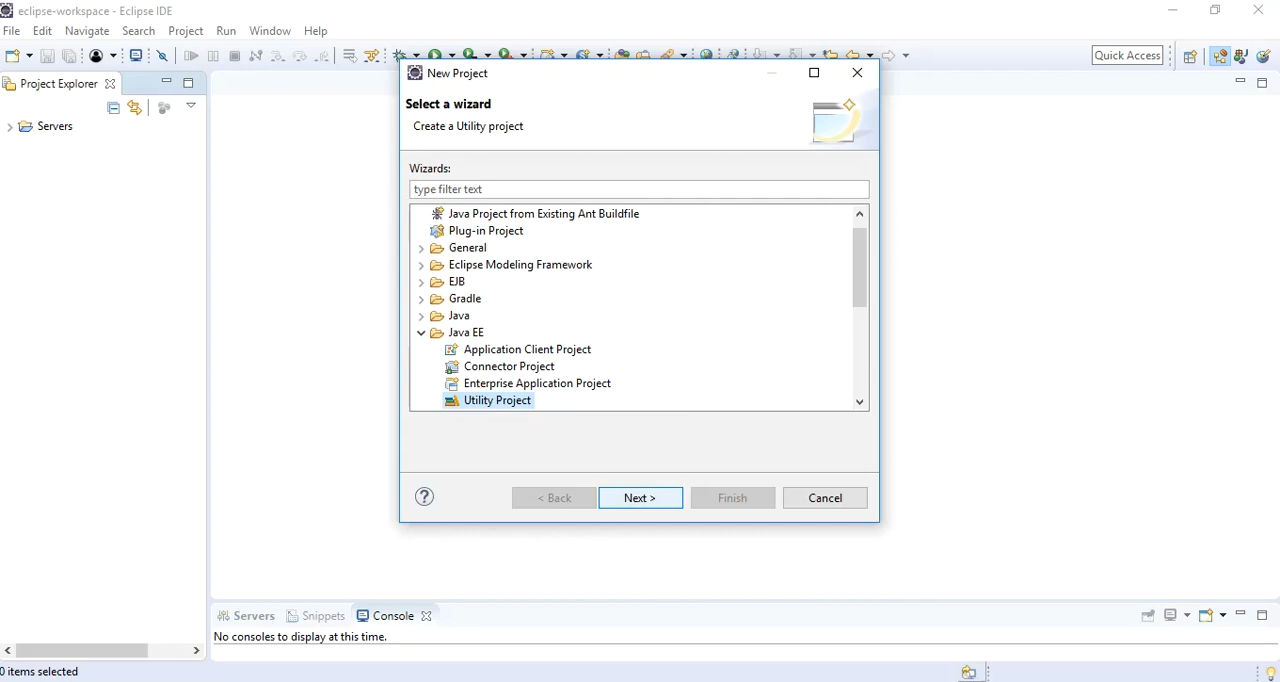 eclipse-workspace - Eclipse IDE
File Edit Navigate Search Project Run Window Help
Quick Access
Project Explorer
Servers
New Project
Select a wizard
Create a Utility project
Wizards:
type filter text
Java Project from Existing Ant Buildfile
Plug-in Project
General
Eclipse Modeling Framework
EJB
Gradle
Java
Java EE
Application Client Project
Connector Project
Enterprise Application Project
Utility Project
< Back Next > Finish Cancel
Servers Snippets Console
No consoles to display at this time.
0 items selected